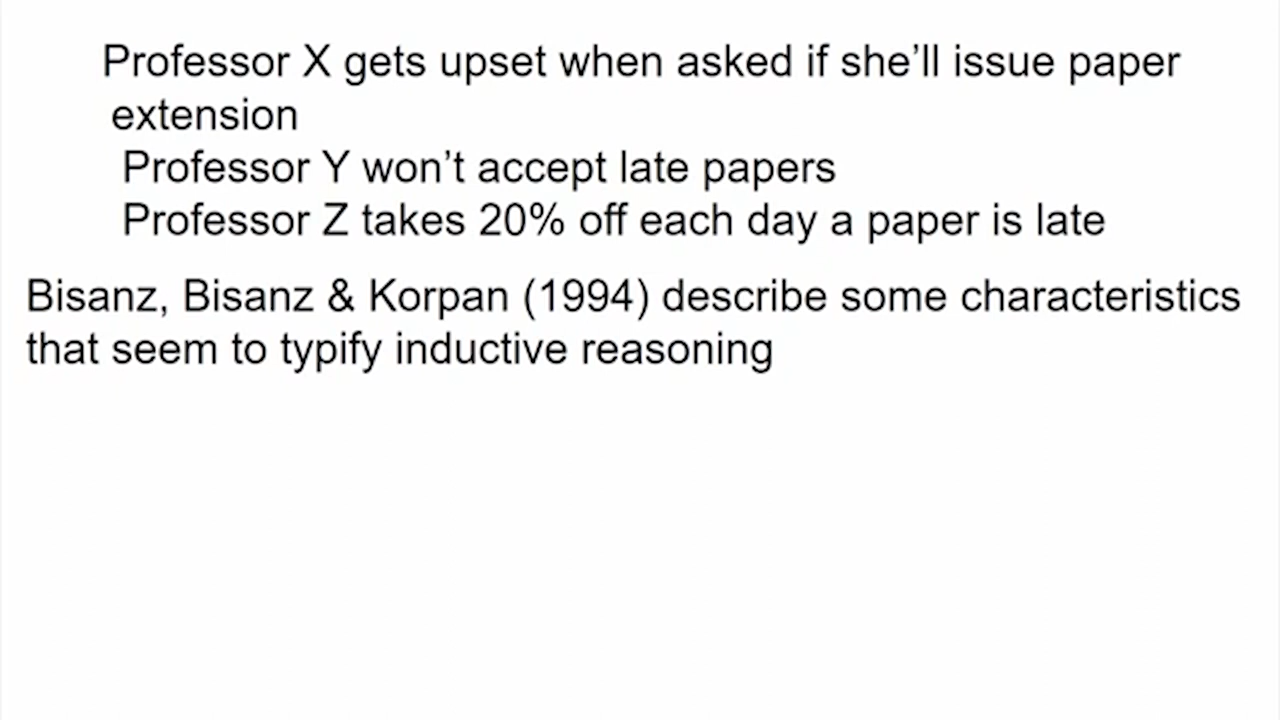 Professor X gets upset when asked if she’ll issue paper
extension
Professor Y won’t accept late papers
Professor Z takes 20% off each day a paper is late
Bisanz, Bisanz & Korpan (1994) describe some characteristics
that seem to typify inductive reasoning